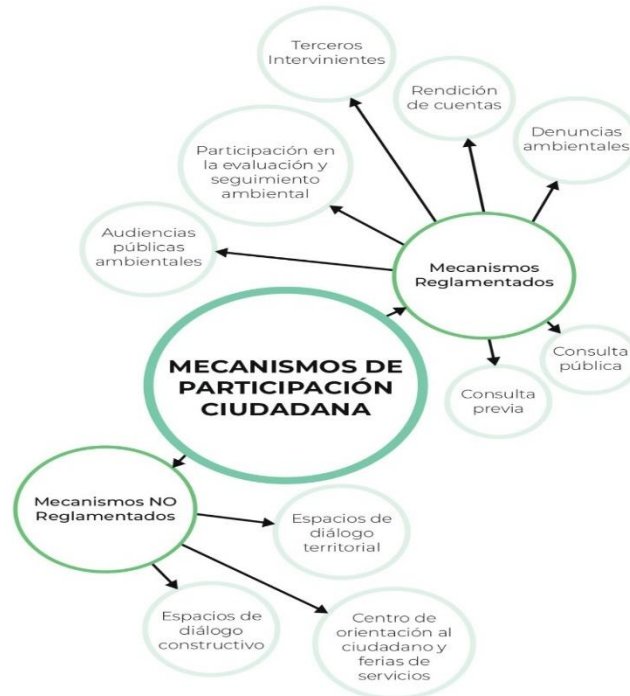 Terceros
Intervinientes
Rendición
de cuentas
Denuncias
ambientales
Participación en
la evaluación y
seguimiento
ambiental
Audiencias
públicas
ambientales
Mecanismos
Reglamentados
MECANISMOS DE
PARTICIPACIÓN
CIUDADANA
Consulta
pública
Consulta
previa
Mecanismos NO
Reglamentados
Espacios de
diálogo
territorial
Espacios de
diálogo
constructivo
Centro de
orientación al
ciudadano y
ferias de
servicios